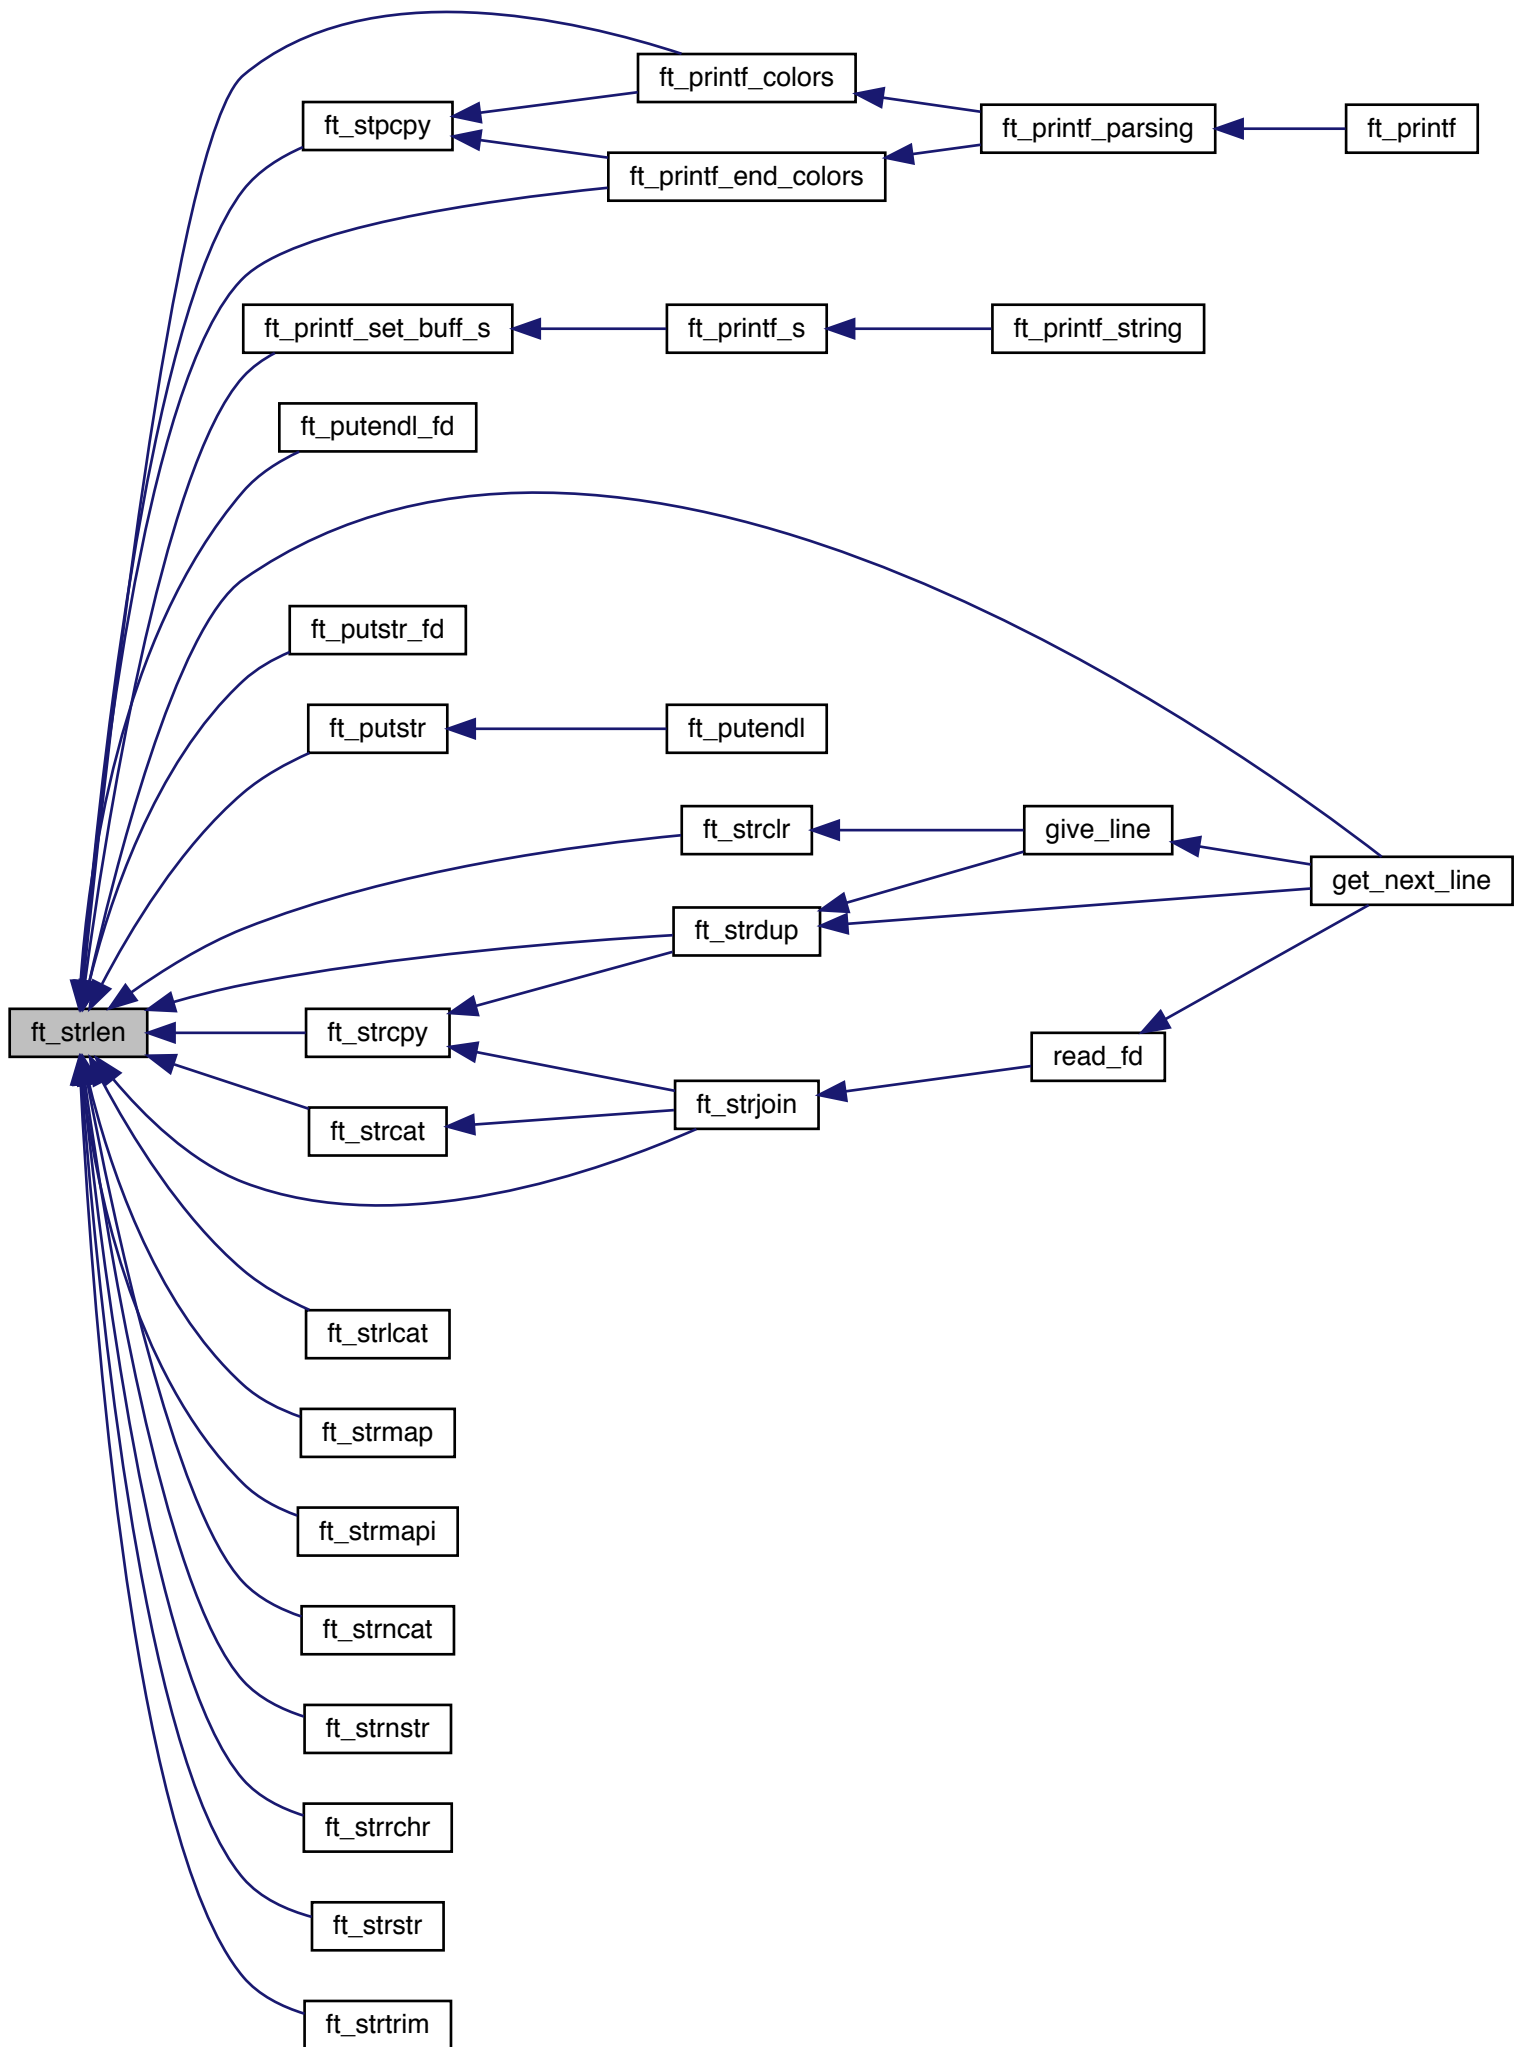 ft_printf_colors
ft_stpcpy
ft_printf_parsing
ft_printf
ft_printf_end_colors
ft_printf_set_buff_s
ft_printf_s
ft_printf_string
ft_putendl_fd
ft_putstr_fd
ft_putstr
ft_putendl
ft_strclr
give_line
get_next_line
ft_strdup
ft_strlen
ft_strcpy
read_fd
ft_strjoin
ft_strcat
ft_strlcat
ft_strmap
ft_strmapi
ft_strncat
ft_strnstr
ft_strrchr
ft_strstr
ft_strtrim